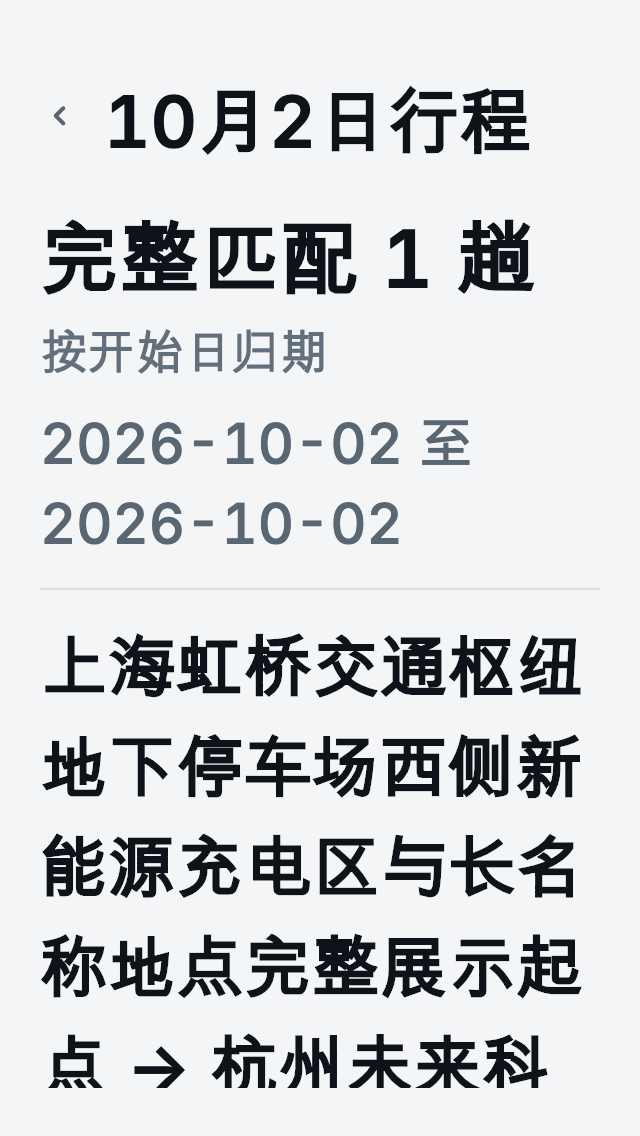 10月2日行程
完整匹配 1 趟
按开始日归期
2026-10-02 至
2026-10-02
上海虹桥交通枢纽
地下停车场西侧新
能源充电区与长名
称地点完整展示起
点 → 杭州未来科